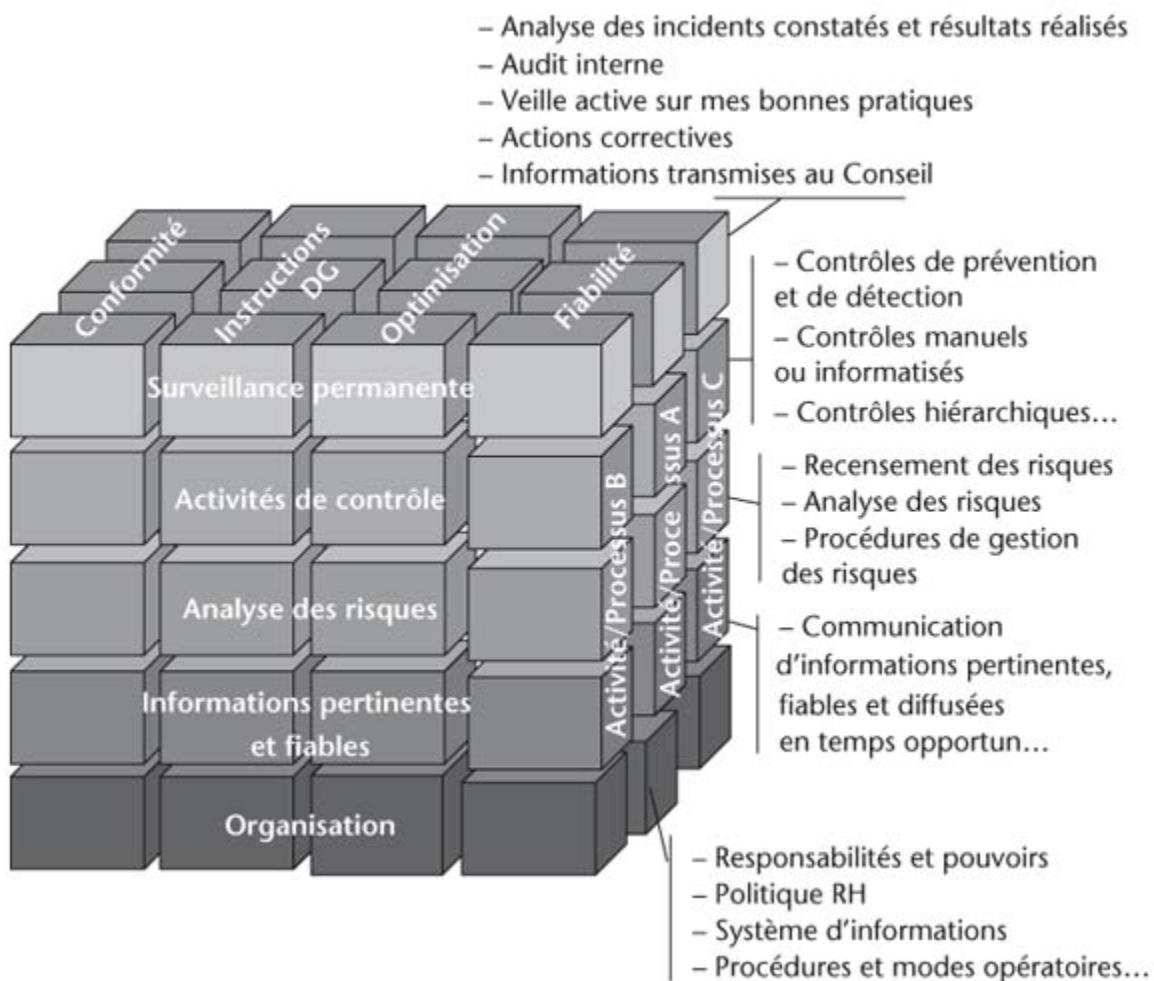 – Analyse des incidents constatés et résultats réalisés
– Audit interne
– Veille active sur mes bonnes pratiques
– Actions correctives
– Informations transmises au Conseil
Conformité
Instructions
DG
Optimisation
Fiabilité
– Contrôles de prévention
et de détection
– Contrôles manuels
ou informatisés
– Contrôles hiérarchiques…
Surveillance permanente
Activités de contrôle
Analyse des risques
Informations pertinentes
et fiables
Organisation
Activité/Processus B
Activité/Processus A
Activité/Processus C
– Recensement des risques
– Analyse des risques
– Procédures de gestion
des risques
– Communication
d’informations pertinentes,
fiables et diffusées
en temps opportun…
– Responsabilités et pouvoirs
– Politique RH
– Système d’informations
– Procédures et modes opératoires…